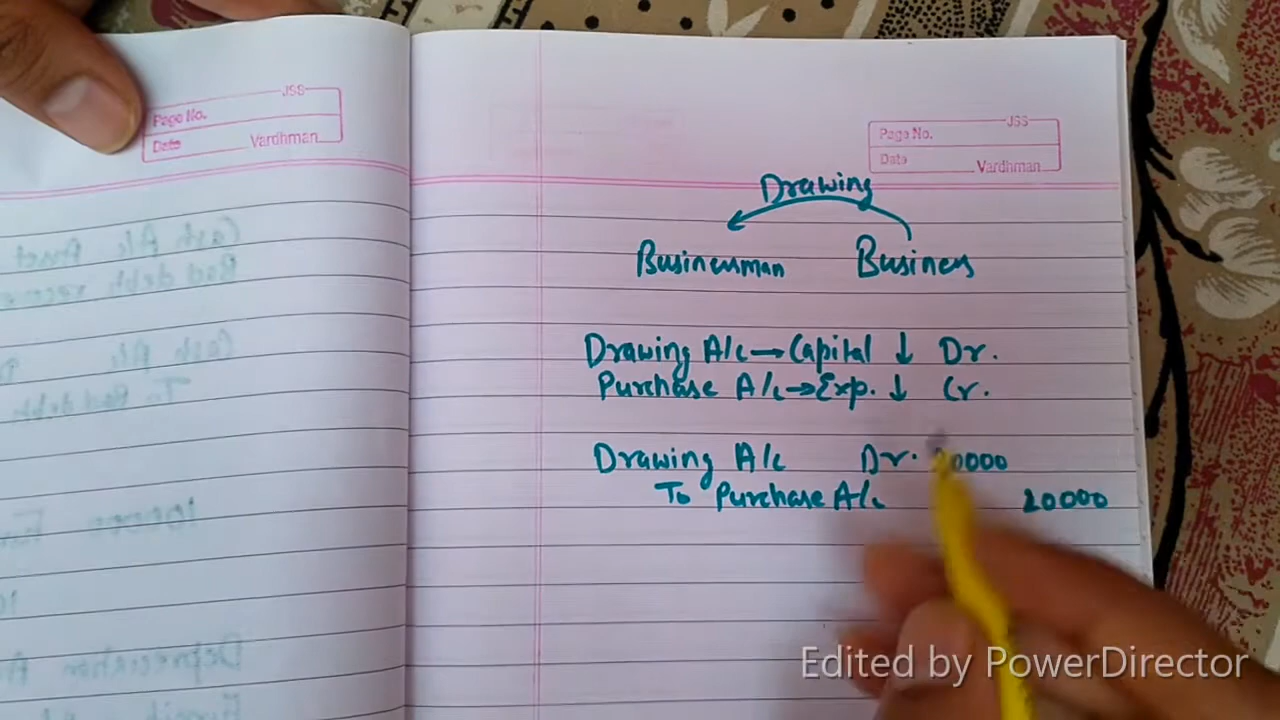 JSS
Page No.
Date Vardhman
JSS
Page No.
Date Vardhman
Drawing
Businessman Business
Drawing A/c → Capital ↓ Dr.
Purchase A/c → Exp. ↓ Cr.
Drawing A/c Dr.
To Purchase A/c 20000
Edited by PowerDirector